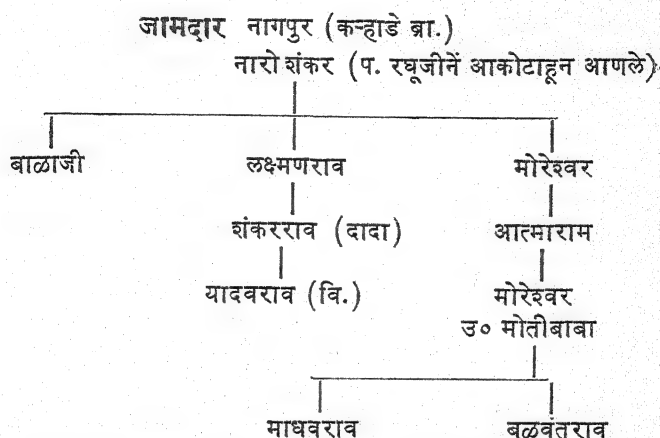 जामदार नागपुर (कऱ्हाडे ब्रा.)
नारो शंकर (प. रघूजीनें आकोटाहून आणले)
बाळाजी लक्ष्मणराव मोरेश्वर
शंकरराव (दादा) आत्माराम
यादवराव (वि.) मोरेश्वर
उ० मोतीबाबा
माधवराव बळवंतराव